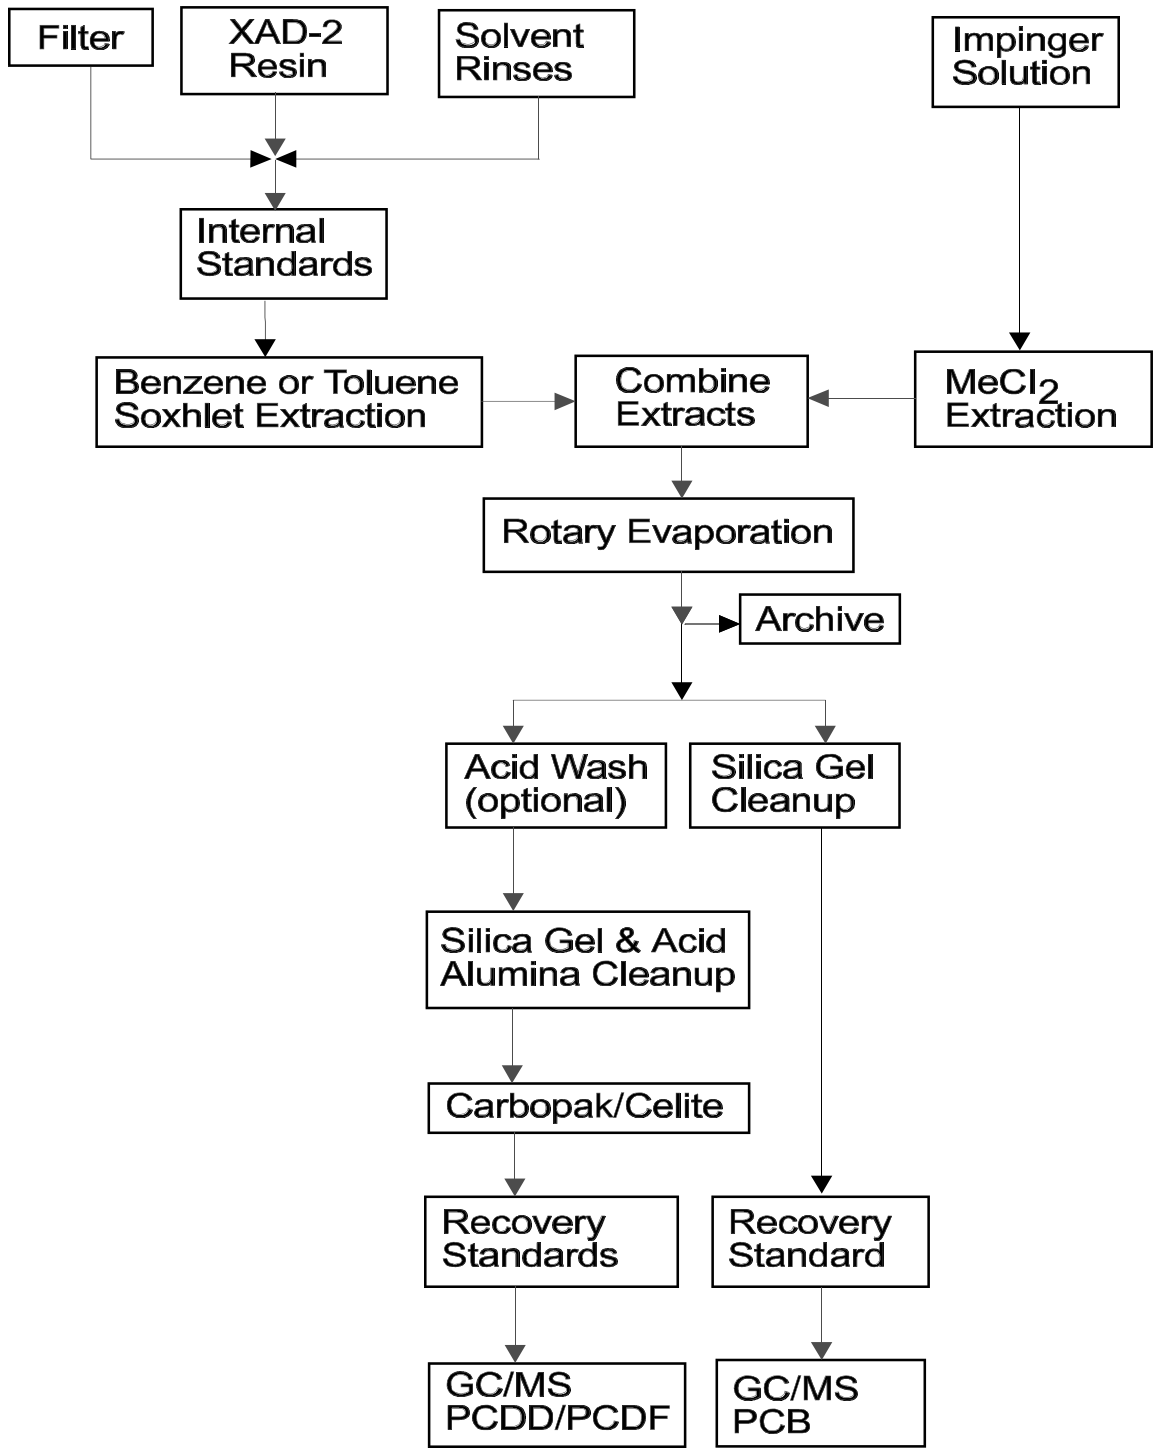 Filter
XAD-2
Resin
Solvent
Rinses
Impinger
Solution
Internal
Standards
Benzene or Toluene
Soxhlet Extraction
Combine
Extracts
MeCl2
Extraction
Rotary Evaporation
Archive
Acid Wash
(optional)
Silica Gel
Cleanup
Silica Gel & Acid
Alumina Cleanup
Carbopak/Celite
Recovery
Standards
Recovery
Standard
GC/MS
PCDD/PCDF
GC/MS
PCB